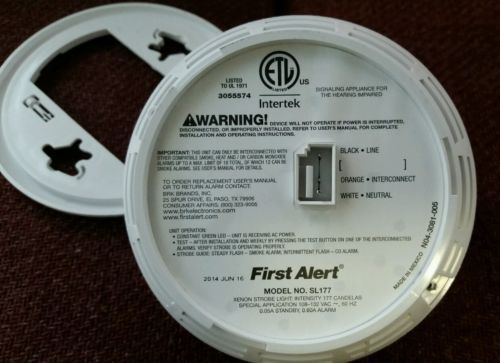 ETL
US
LISTED
TO UL 1971
3055574
Intertek
SIGNALING APPLIANCE FOR
THE HEARING IMPAIRED
WARNING! DEVICE WILL NOT OPERATE IF POWER IS INTERRUPTED,
DISCONNECTED, OR IMPROPERLY INSTALLED. REFER TO USER'S MANUAL FOR COMPLETE
INSTALLATION AND OPERATING INSTRUCTIONS.
IMPORTANT: THIS UNIT CAN ONLY BE INTERCONNECTED WITH
OTHER COMPATIBLE SMOKE, HEAT AND / OR CARBON MONOXIDE
ALARMS UP TO A MAX. LIMIT OF 18 TOTAL, OF WHICH 12 CAN BE
SMOKE ALARMS. SEE USER'S MANUAL FOR DETAILS.
TO ORDER REPLACEMENT USER'S MANUAL
OR TO RETURN ALARM CONTACT:
BRK BRANDS, INC.
25 SPUR DRIVE, EL PASO, TX 79906
CONSUMER AFFAIRS: (800) 323-9005
www.brkelectronics.com
www.firstalert.com
BLACK - LINE
[ ]
ORANGE - INTERCONNECT
WHITE - NEUTRAL
UNIT OPERATION:
• CONSTANT GREEN LED – UNIT IS RECEIVING AC POWER.
• TEST – AFTER INSTALLATION AND WEEKLY BY PRESSING THE TEST BUTTON ON ONE OF THE INTERCONNECTED
ALARMS VERIFY STROBE IS OPERATING PROPERLY.
• STROBE GUIDE: STEADY FLASH – SMOKE ALARM, INTERMITTENT FLASH – CO ALARM.
N04-3081-005
MADE IN MEXICO
2014 JUN 16
First Alert®
MODEL NO. SL177
XENON STROBE LIGHT: INTENSITY 177 CANDELAS
SPECIAL APPLICATION 108–132 VAC ~, 60 HZ
0.05A STANDBY, 0.60A ALARM